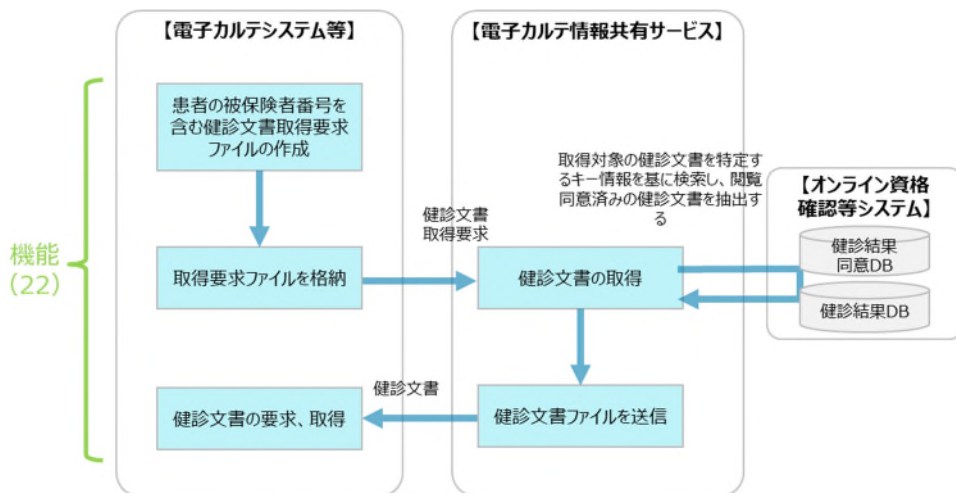 【電子カルテシステム等】
【電子カルテ情報共有サービス】
患者の被保険者番号を
含む健診文書取得要求
ファイルの作成
取得対象の健診文書を特定す
るキー情報を基に検索し、閲覧
同意済みの健診文書を抽出す
る
【オンライン資格
確認等システム】
健診文書
取得要求
機能
(22)
取得要求ファイルを格納
健診文書の取得
健診結果
同意DB
健診結果DB
健診文書
健診文書の要求、取得
健診文書ファイルを送信